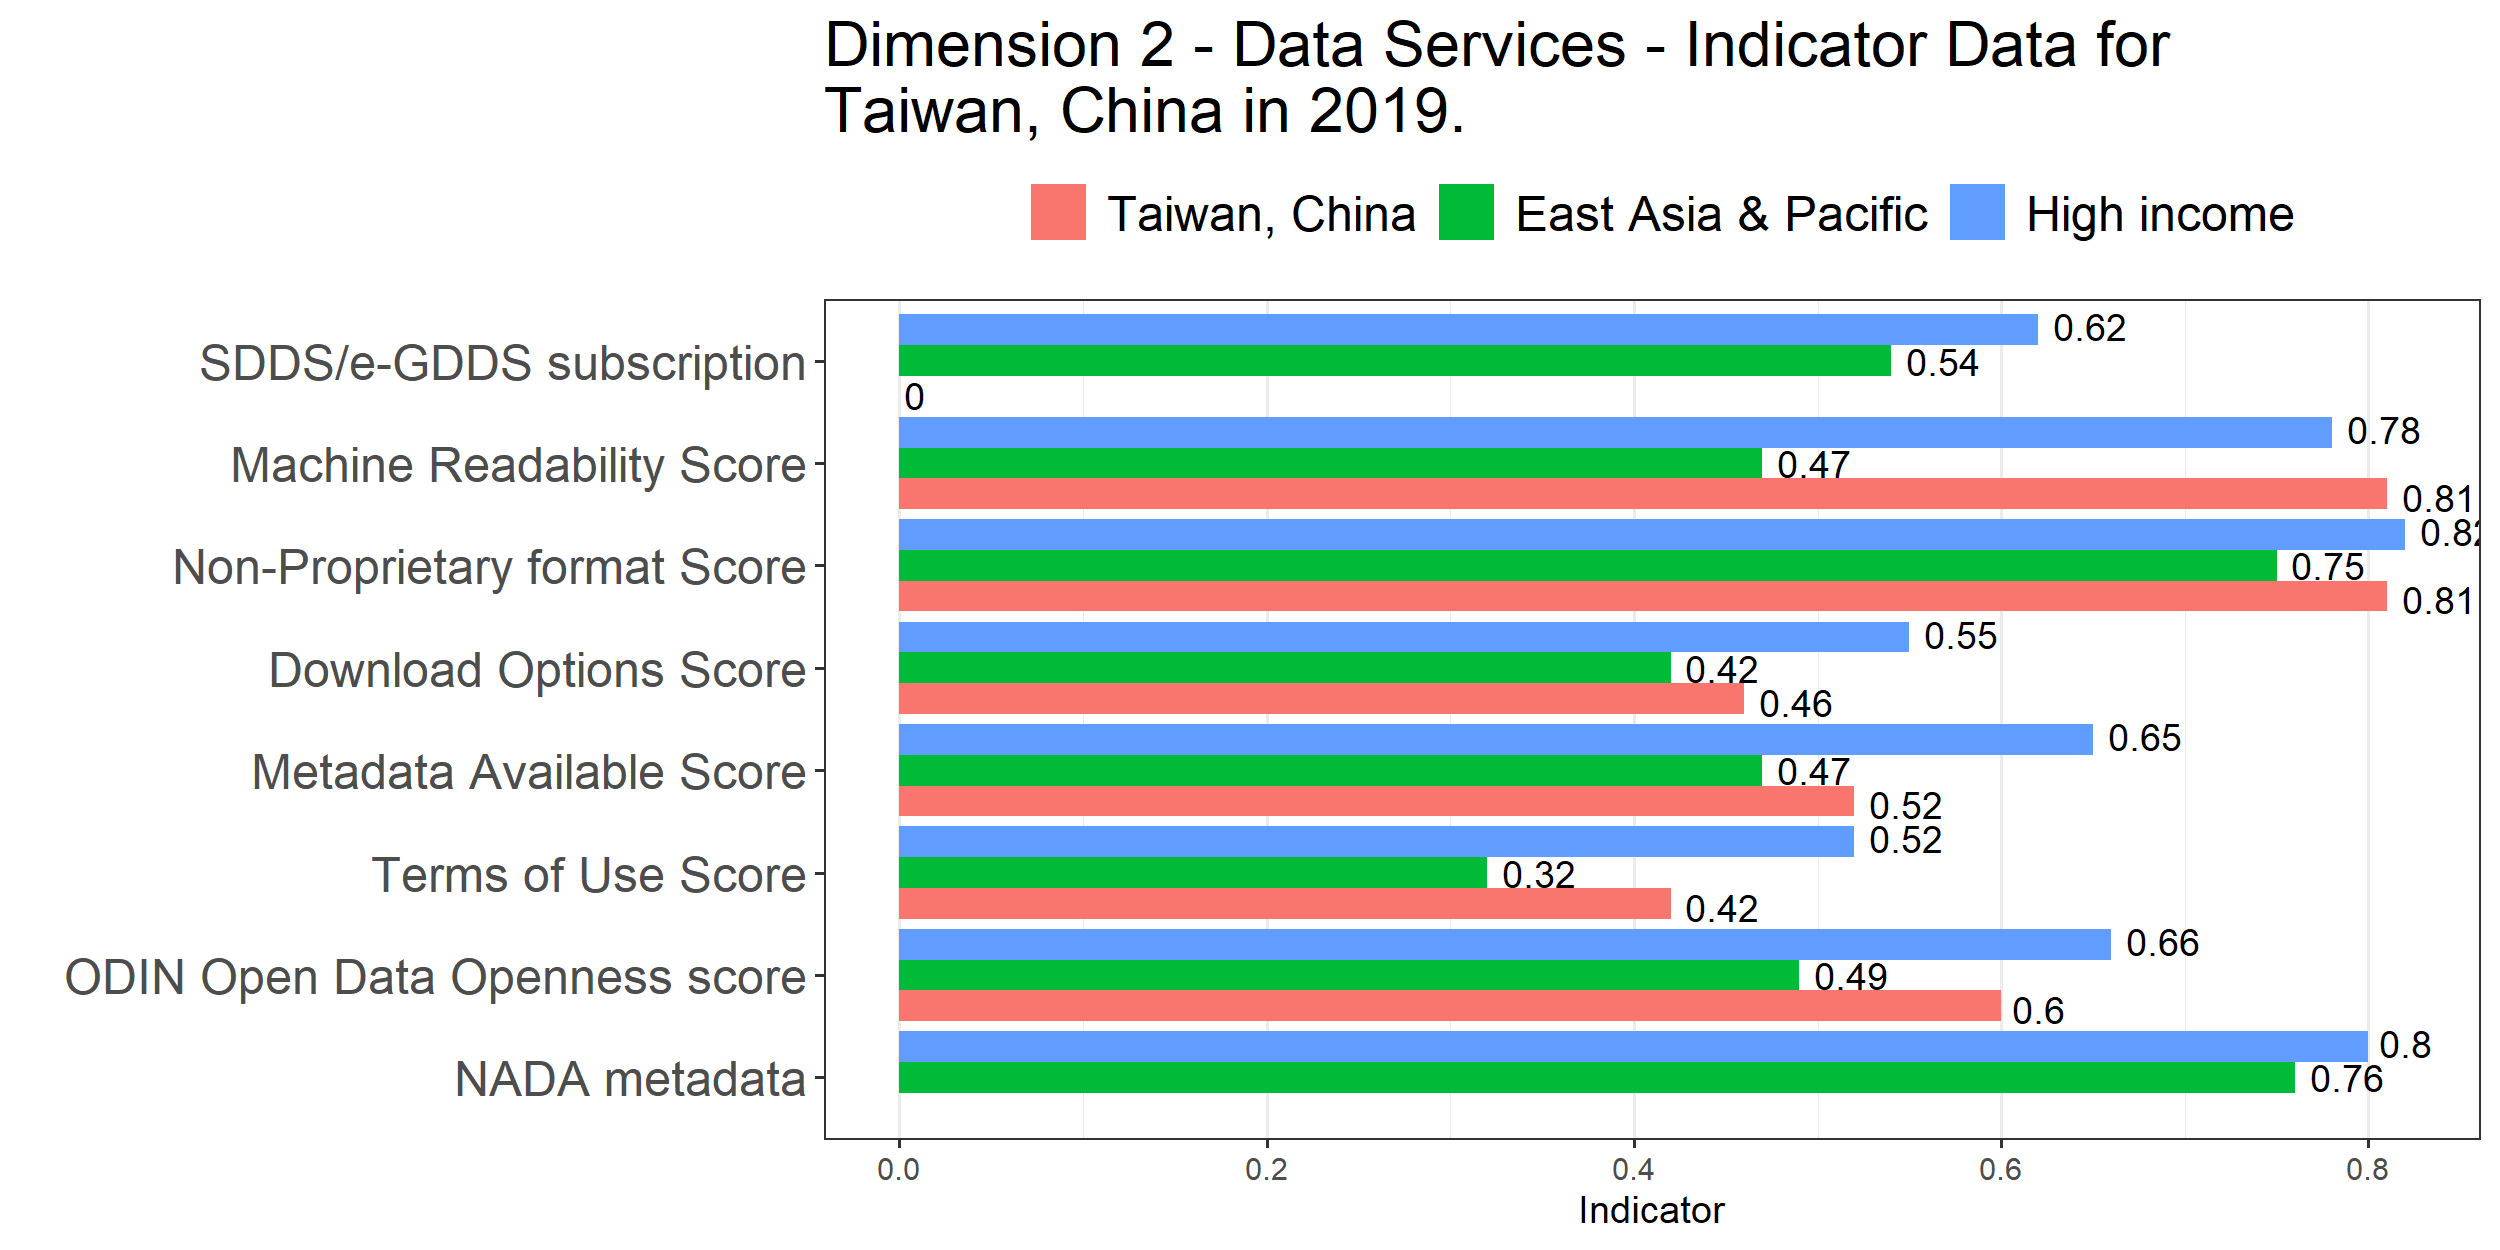 Dimension 2 - Data Services - Indicator Data for
Taiwan, China in 2019.
Taiwan, China East Asia & Pacific High income
SDDS/e-GDDS subscription
0.62
0.54
0
Machine Readability Score
0.78
0.47
0.81
Non-Proprietary format Score
0.82
0.75
0.81
Download Options Score
0.55
0.42
0.46
Metadata Available Score
0.65
0.47
0.52
Terms of Use Score
0.52
0.32
0.42
ODIN Open Data Openness score
0.66
0.49
0.6
NADA metadata
0.8
0.76
0.0 0.2 0.4 0.6 0.8
Indicator